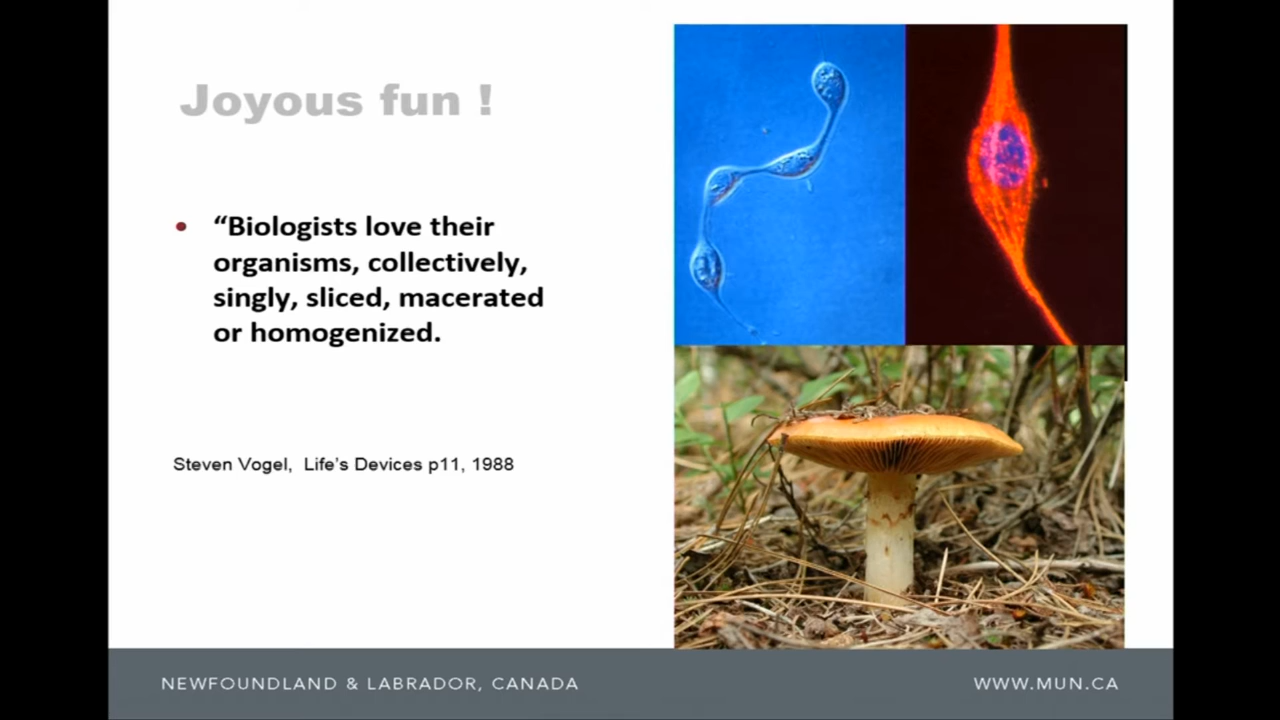 Joyous fun !
• “Biologists love their
organisms, collectively,
singly, sliced, macerated
or homogenized.
Steven Vogel, Life’s Devices p11, 1988
NEWFOUNDLAND & LABRADOR, CANADA
WWW.MUN.CA